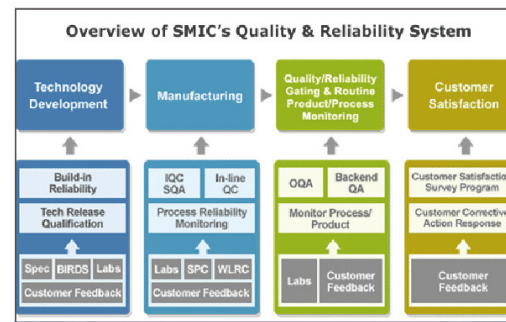 Overview of SMIC's Quality & Reliability System
Technology
Development
Manufacturing
Quality/Reliability
Gating & Routine
Product/Process
Monitoring
Customer
Satisfaction
Build-in
Reliability
Tech Release
Qualification
Spec
BIRDS
Labs
Customer Feedback
IQC
SQA
In-line
QC
Process Reliability
Monitoring
Labs
SPC
WLRC
Customer Feedback
OQA
Backend
QA
Monitor Process/
Product
Labs
Customer
Feedback
Customer Satisfaction
Survey Program
Customer Corrective
Action Response
Customer
Feedback